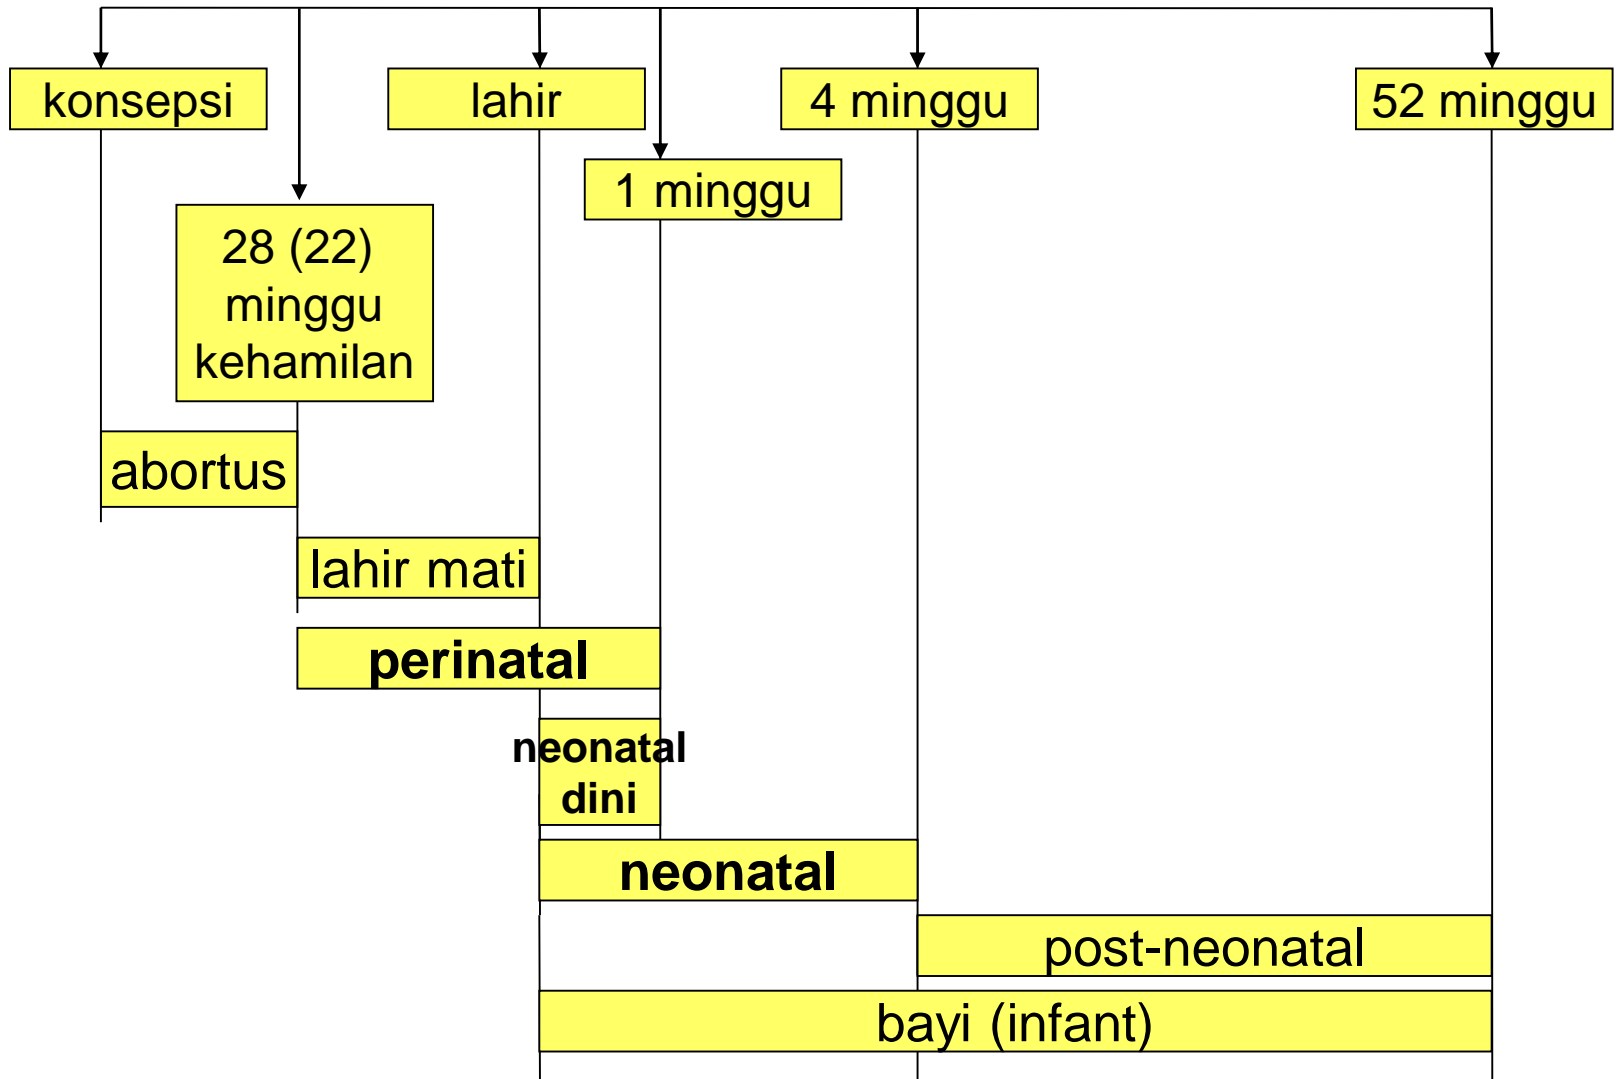 konsepsi
lahir
4 minggu
52 minggu
1 minggu
28 (22)
minggu
kehamilan
abortus
lahir mati
perinatal
neonatal
dini
neonatal
post-neonatal
bayi (infant)